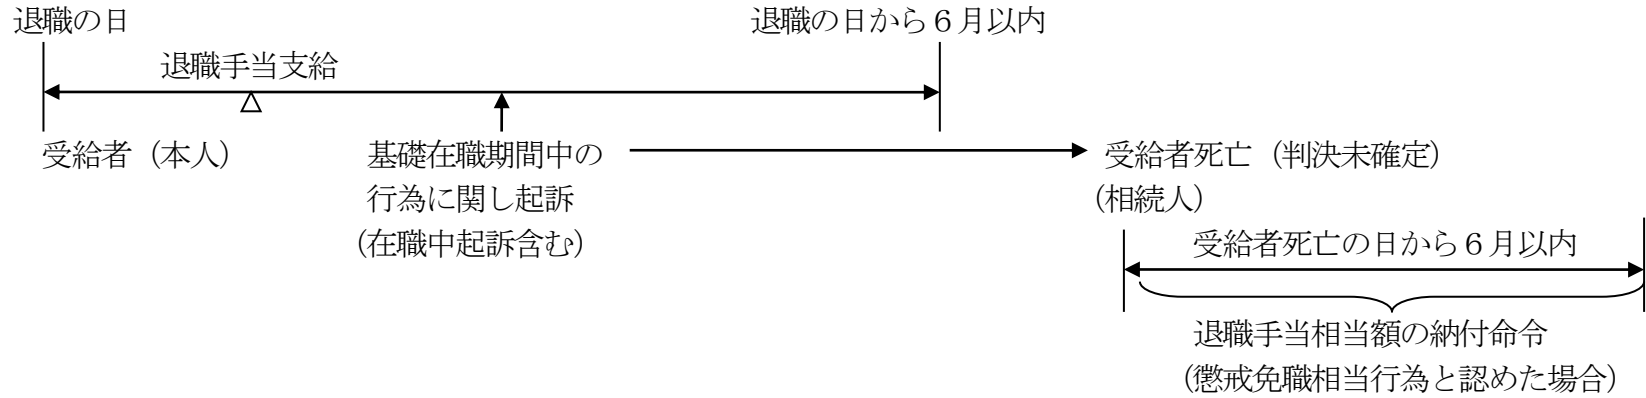 退職の日
退職の日から６月以内
退職手当支給
受給者（本人）
基礎在職期間中の
行為に関し起訴
（在職中起訴含む）
受給者死亡（判決未確定）
（相続人）
受給者死亡の日から６月以内
退職手当相当額の納付命令
（懲戒免職相当行為と認めた場合）